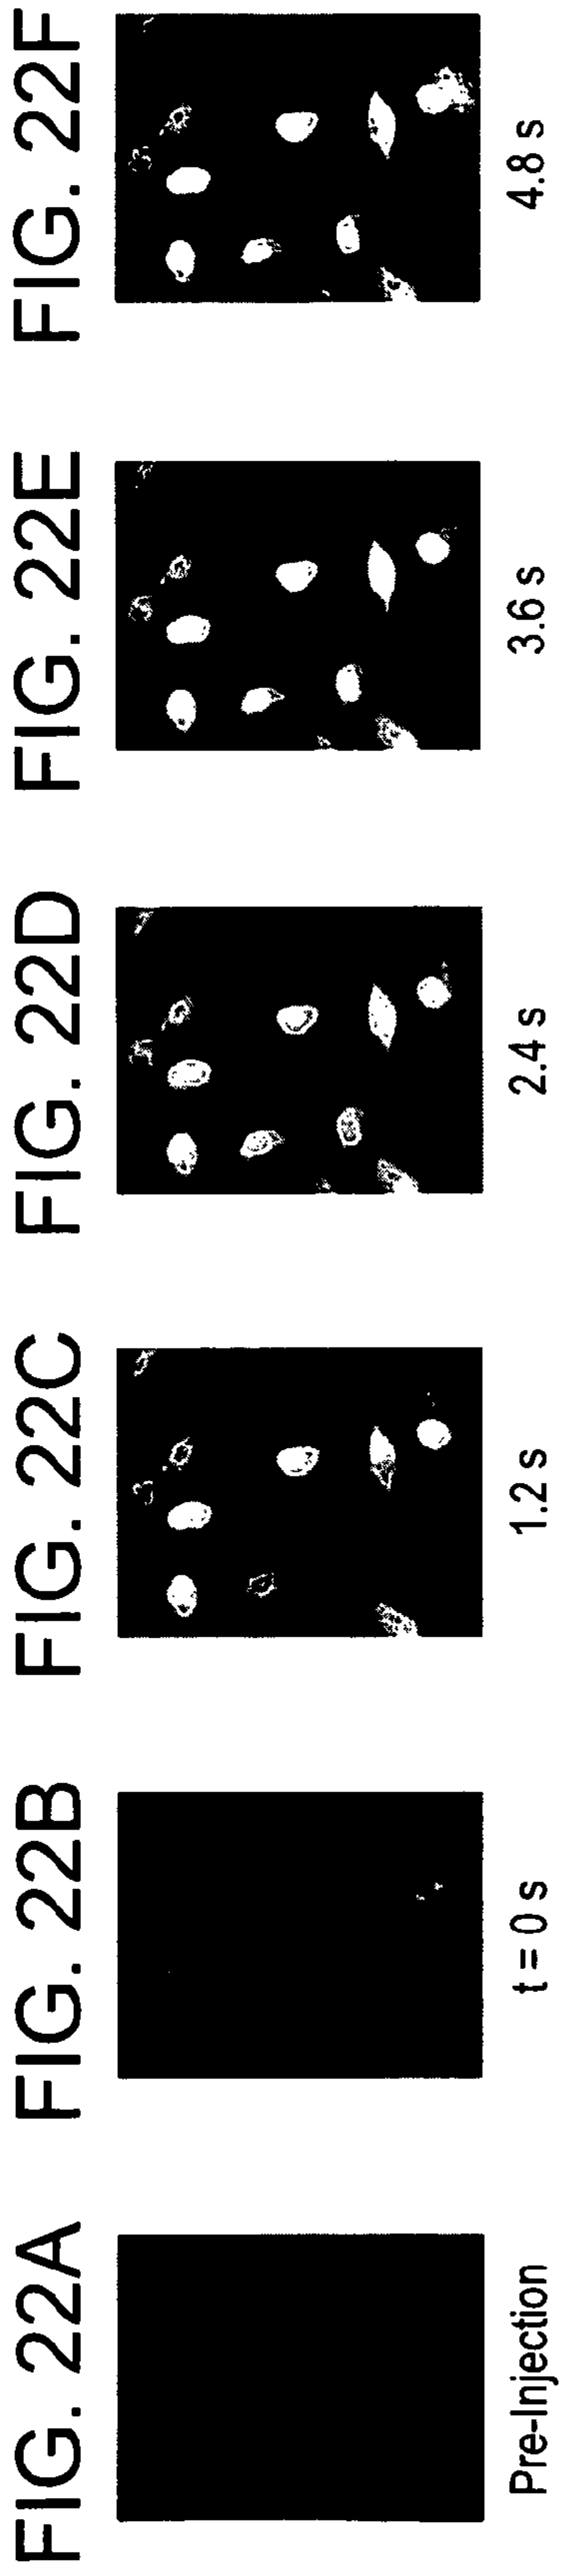 FIG. 22A
Pre-Injection
FIG. 22B
t = 0 s
FIG. 22C
1.2 s
FIG. 22D
2.4 s
FIG. 22E
3.6 s
FIG. 22F
4.8 s